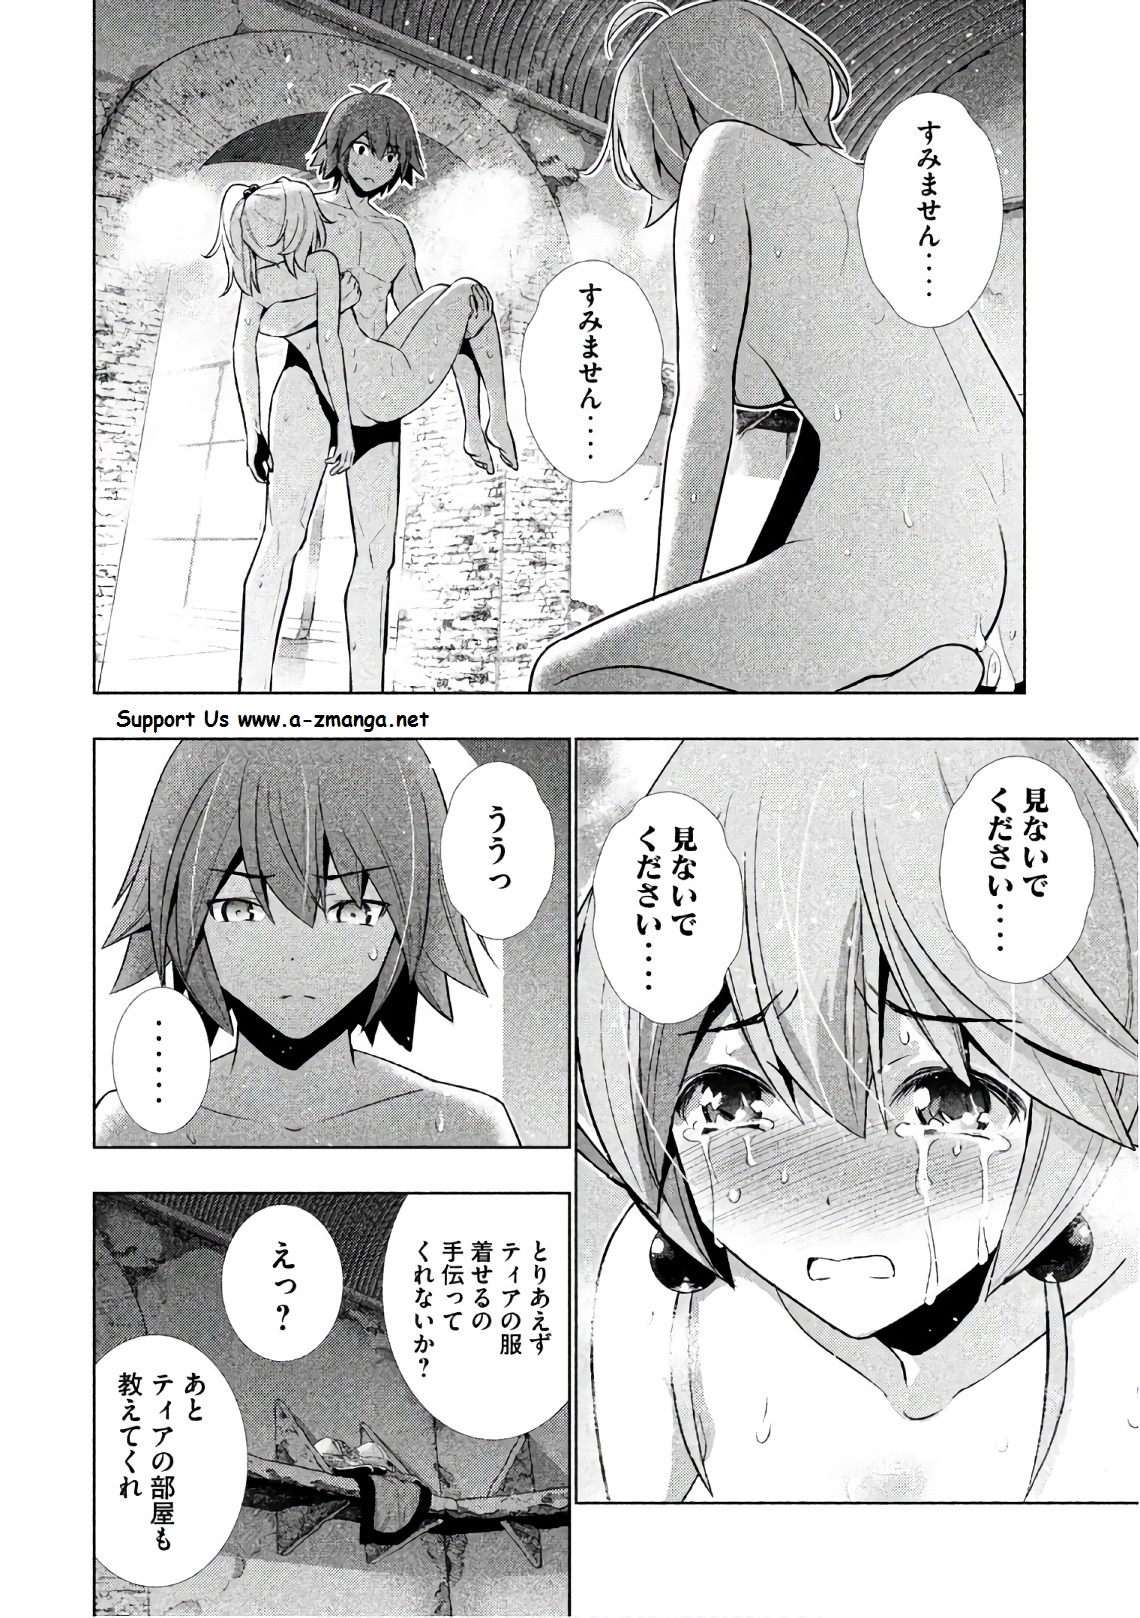 すみません‥‥
すみません‥‥
Support Us www.a-zmanga.net
見ないで
ください‥‥
見ないで
ください‥‥
ううっ
‥‥‥
とりあえず
ティアの服
着せるの
手伝って
くれないか？
えっ？
あと
ティアの部屋も
教えてくれ